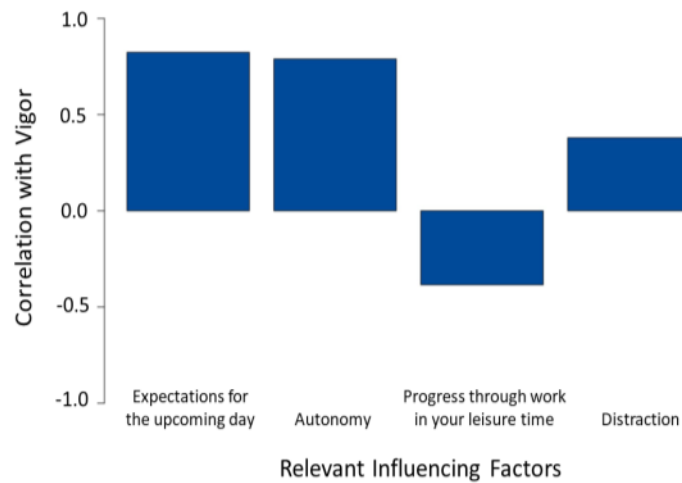 1.0
0.5
0.0
-0.5
-1.0
Correlation with Vigor
Expectations for
the upcoming day
Autonomy
Progress through work
in your leisure time
Distraction
Relevant Influencing Factors